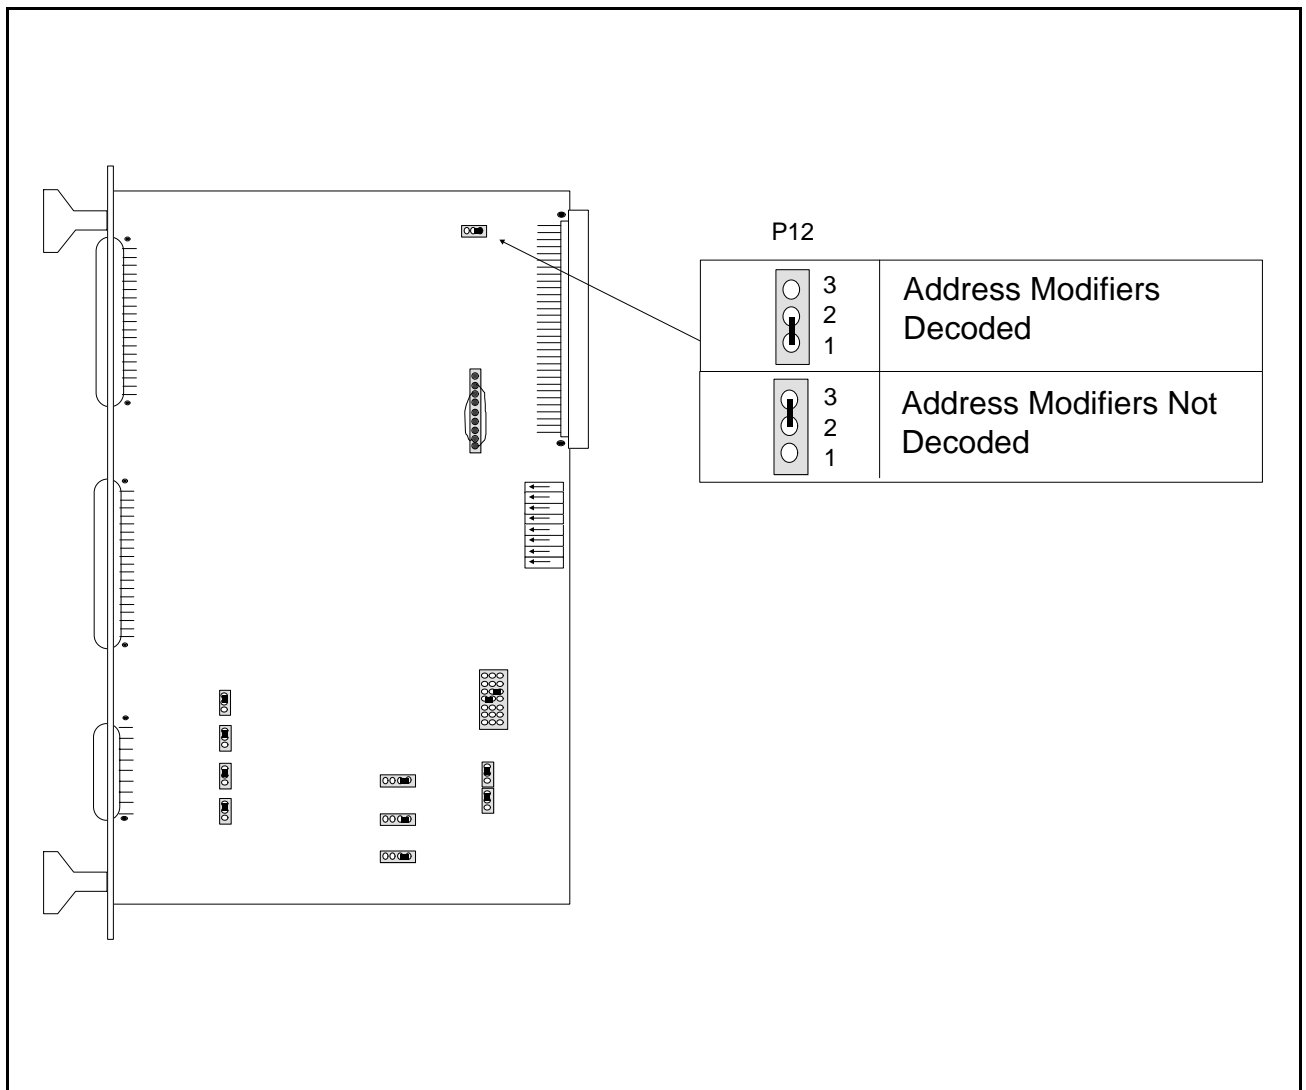 P12
3
2
1
Address Modifiers
Decoded
3
2
1
Address Modifiers Not
Decoded